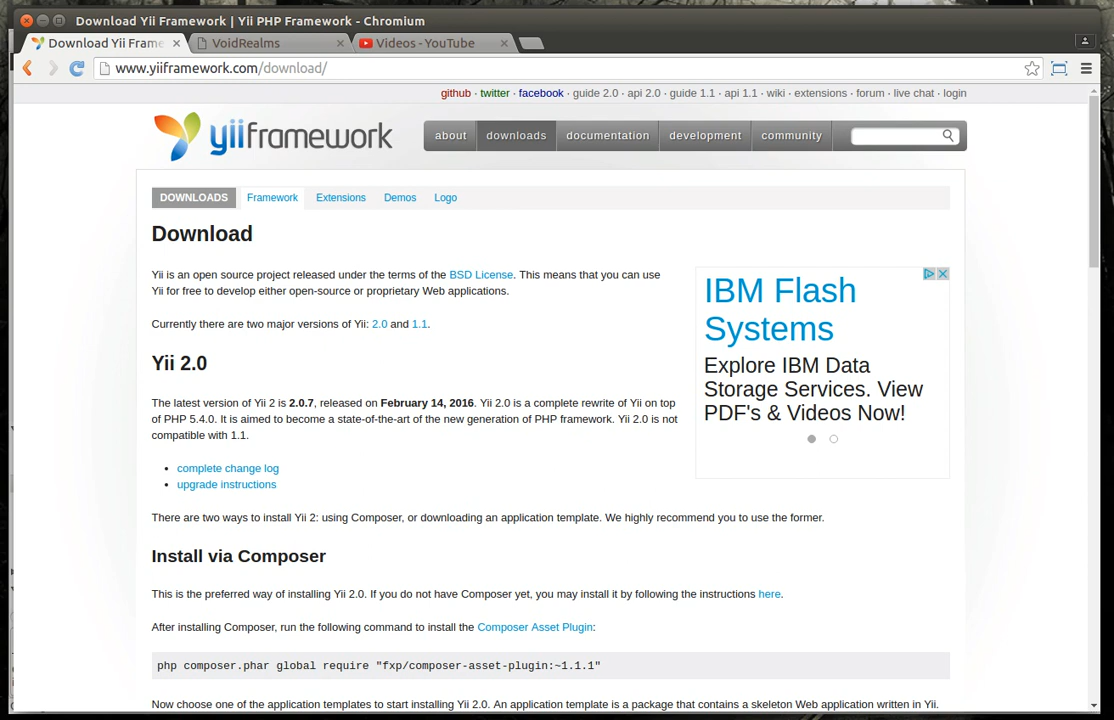 Download Yii Framework | Yii PHP Framework - Chromium
Download Yii Frame
VoidRealms
Videos - YouTube
www.yiiframework.com/download/
github · twitter · facebook · guide 2.0 · api 2.0 · guide 1.1 · api 1.1 · wiki · extensions · forum · live chat · login
yiiframework
about
downloads
documentation
development
community
DOWNLOADS
Framework
Extensions
Demos
Logo
Download
Yii is an open source project released under the terms of the BSD License. This means that you can use
Yii for free to develop either open-source or proprietary Web applications.
Currently there are two major versions of Yii: 2.0 and 1.1.
IBM Flash
Systems
Explore IBM Data
Storage Services. View
PDF's & Videos Now!
Yii 2.0
The latest version of Yii 2 is 2.0.7, released on February 14, 2016. Yii 2.0 is a complete rewrite of Yii on top
of PHP 5.4.0. It is aimed to become a state-of-the-art of the new generation of PHP framework. Yii 2.0 is not
compatible with 1.1.
• complete change log
• upgrade instructions
There are two ways to install Yii 2: using Composer, or downloading an application template. We highly recommend you to use the former.
Install via Composer
This is the preferred way of installing Yii 2.0. If you do not have Composer yet, you may install it by following the instructions here.
After installing Composer, run the following command to install the Composer Asset Plugin:
php composer.phar global require "fxp/composer-asset-plugin:~1.1.1"
Now choose one of the application templates to start installing Yii 2.0. An application template is a package that contains a skeleton Web application written in Yii.